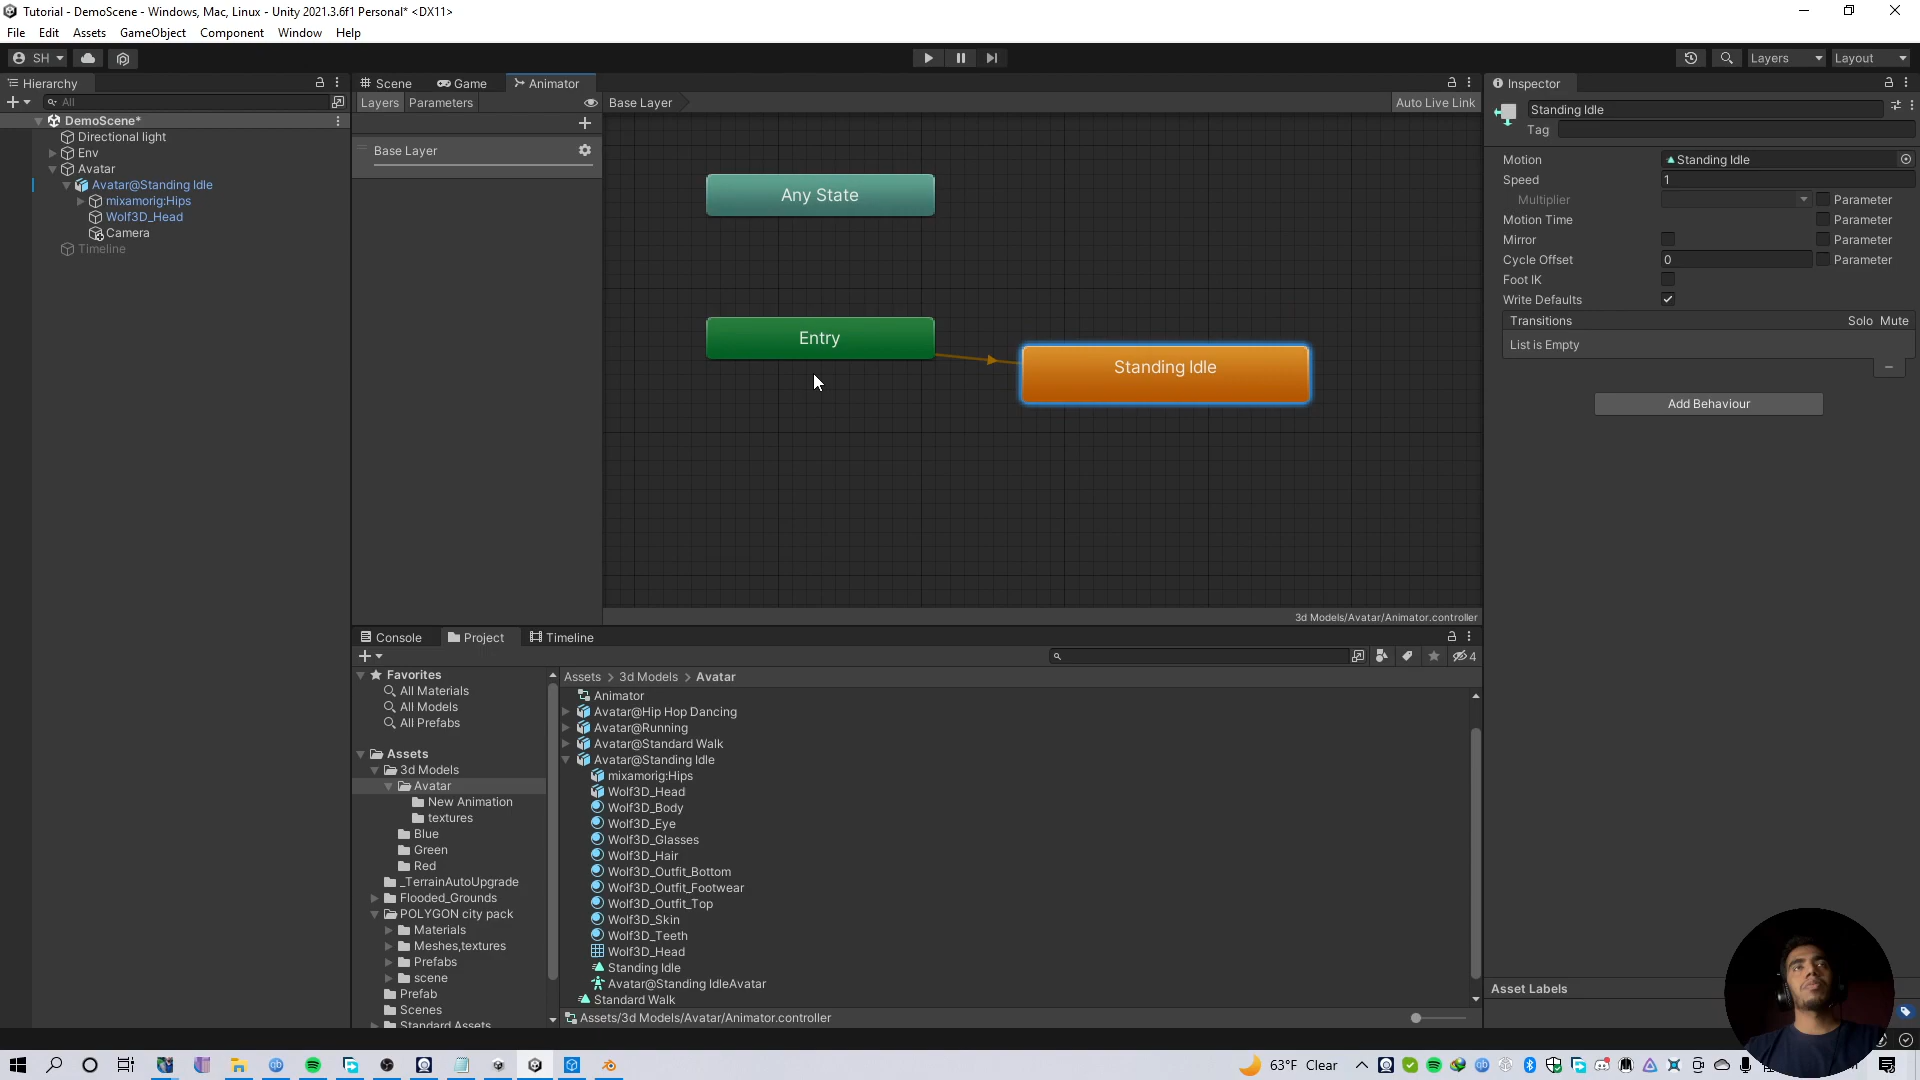 Tutorial - DemoScene - Windows, Mac, Linux - Unity 2021.3.6f1 Personal* <DX11>
File Edit Assets GameObject Component Window Help
SH Layers Layout
Hierarchy Scene Game Animator Inspector
All Layers Parameters Base Layer Auto Live Link Standing Idle
DemoScene*
Tag
Directional light
Env
Avatar
Avatar@Standing Idle
mixamorig:Hips
Wolf3D_Head
Camera
Timeline
Base Layer
Any State
Entry
Standing Idle
3d Models/Avatar/Animator.controller
Motion Standing Idle
Speed 1
Multiplier Parameter
Motion Time Parameter
Mirror Parameter
Cycle Offset 0 Parameter
Foot IK
Write Defaults
Transitions Solo Mute
List is Empty
Add Behaviour
Asset Labels
Console Project Timeline
4
Favorites
All Materials
All Models
All Prefabs
Assets
3d Models
Avatar
New Animation
textures
Blue
Green
Red
_TerrainAutoUpgrade
Flooded_Grounds
POLYGON city pack
Materials
Meshes,textures
Prefabs
scene
Prefab
Scenes
Standard Assets
Assets > 3d Models > Avatar
Animator
Avatar@Hip Hop Dancing
Avatar@Running
Avatar@Standard Walk
Avatar@Standing Idle
mixamorig:Hips
Wolf3D_Head
Wolf3D_Body
Wolf3D_Eye
Wolf3D_Glasses
Wolf3D_Hair
Wolf3D_Outfit_Bottom
Wolf3D_Outfit_Footwear
Wolf3D_Outfit_Top
Wolf3D_Skin
Wolf3D_Teeth
Wolf3D_Head
Standing Idle
Avatar@Standing IdleAvatar
Standard Walk
Assets/3d Models/Avatar/Animator.controller
63°F Clear